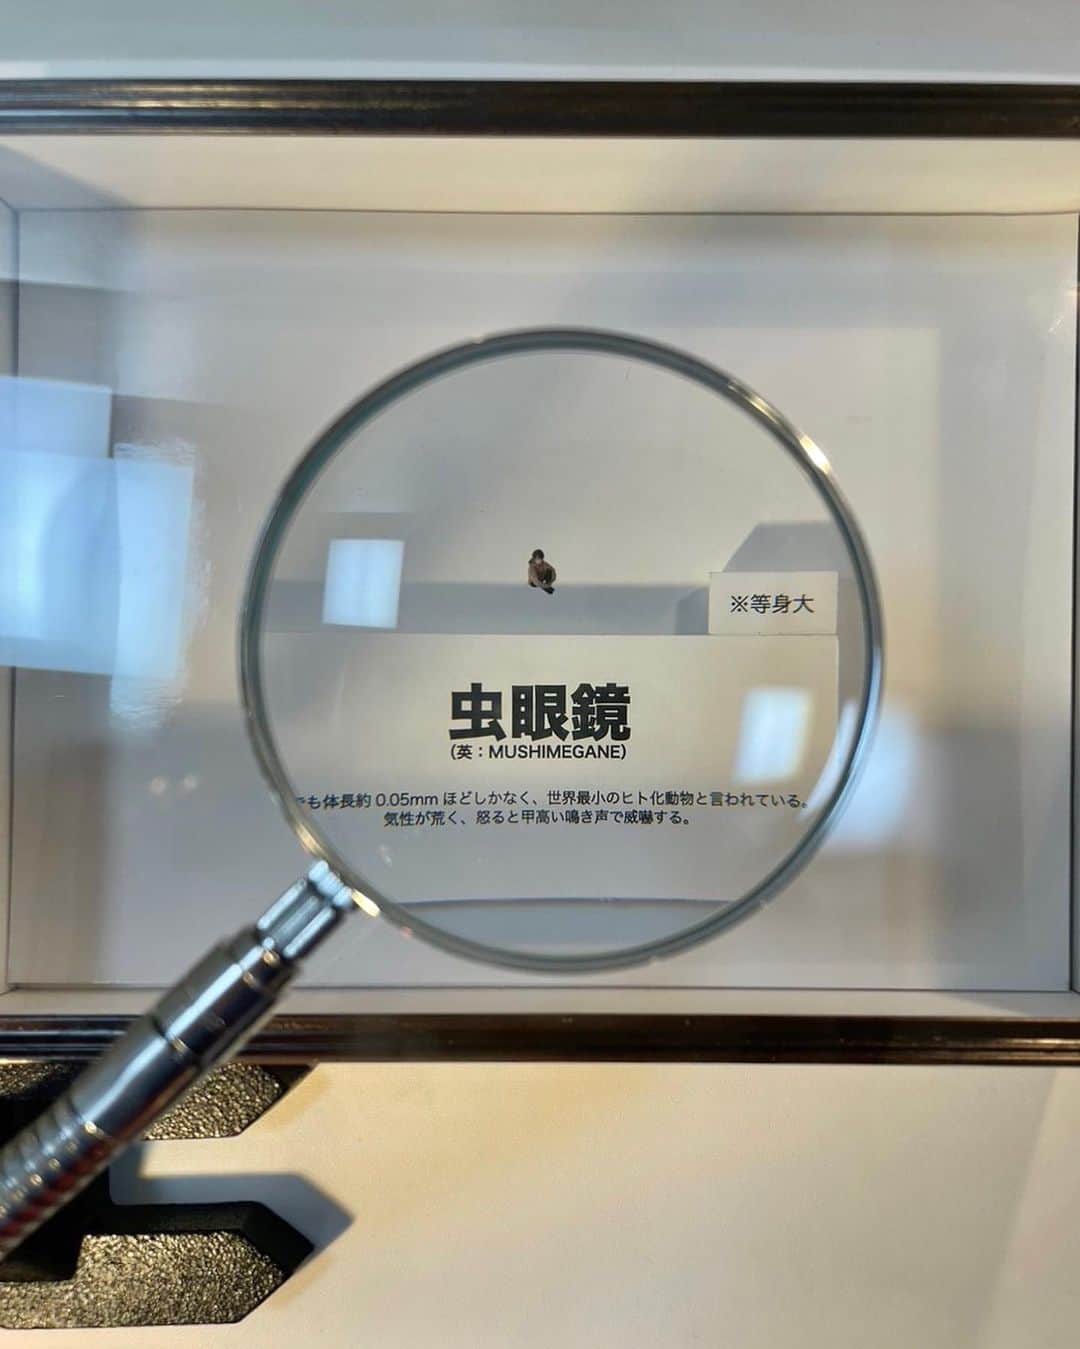 ※等身大
虫眼鏡
(英：MUSHIMEGANE)
でも体長約 0.05mm ほどしかなく、世界最小のヒト化動物と言われている。
気性が荒く、怒ると甲高い鳴き声で威嚇する。